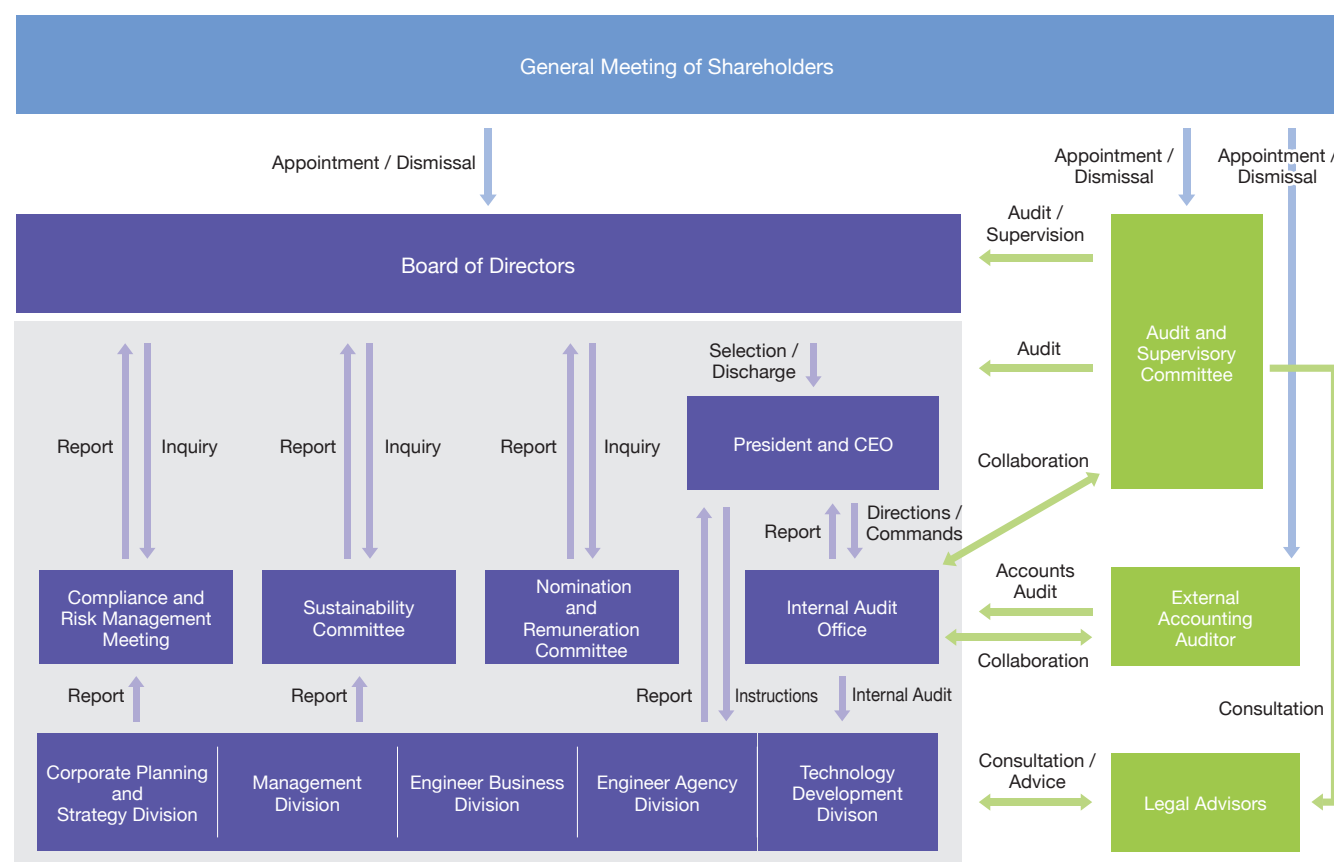 General Meeting of Shareholders
Appointment / Dismissal
Appointment /
Dismissal
Appointment /
Dismissal
Board of Directors
Audit /
Supervision
Audit and
Supervisory
Committee
Audit
Selection /
Discharge
President and CEO
Report
Inquiry
Report
Inquiry
Report
Inquiry
Collaboration
Report
Directions /
Commands
Compliance and
Risk Management
Meeting
Sustainability
Committee
Nomination
and
Remuneration
Committee
Internal Audit
Office
Accounts
Audit
External
Accounting
Auditor
Collaboration
Report
Report
Report
Instructions
Internal Audit
Consultation
Corporate Planning
and
Strategy Division
Management
Division
Engineer Business
Division
Engineer Agency
Division
Technology
Development
Divison
Consultation /
Advice
Legal Advisors